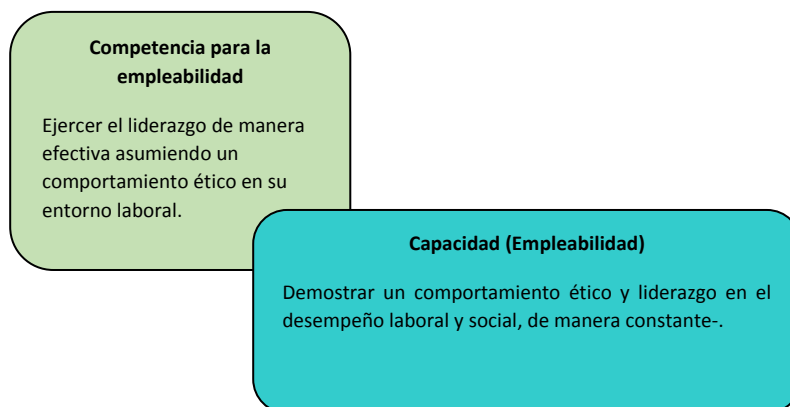 Competencia para la
empleabilidad
Ejercer el liderazgo de manera
efectiva asumiendo un
comportamiento ético en su
entorno laboral.
Capacidad (Empleabilidad)
Demostrar un comportamiento ético y liderazgo en el
desempeño laboral y social, de manera constante-.